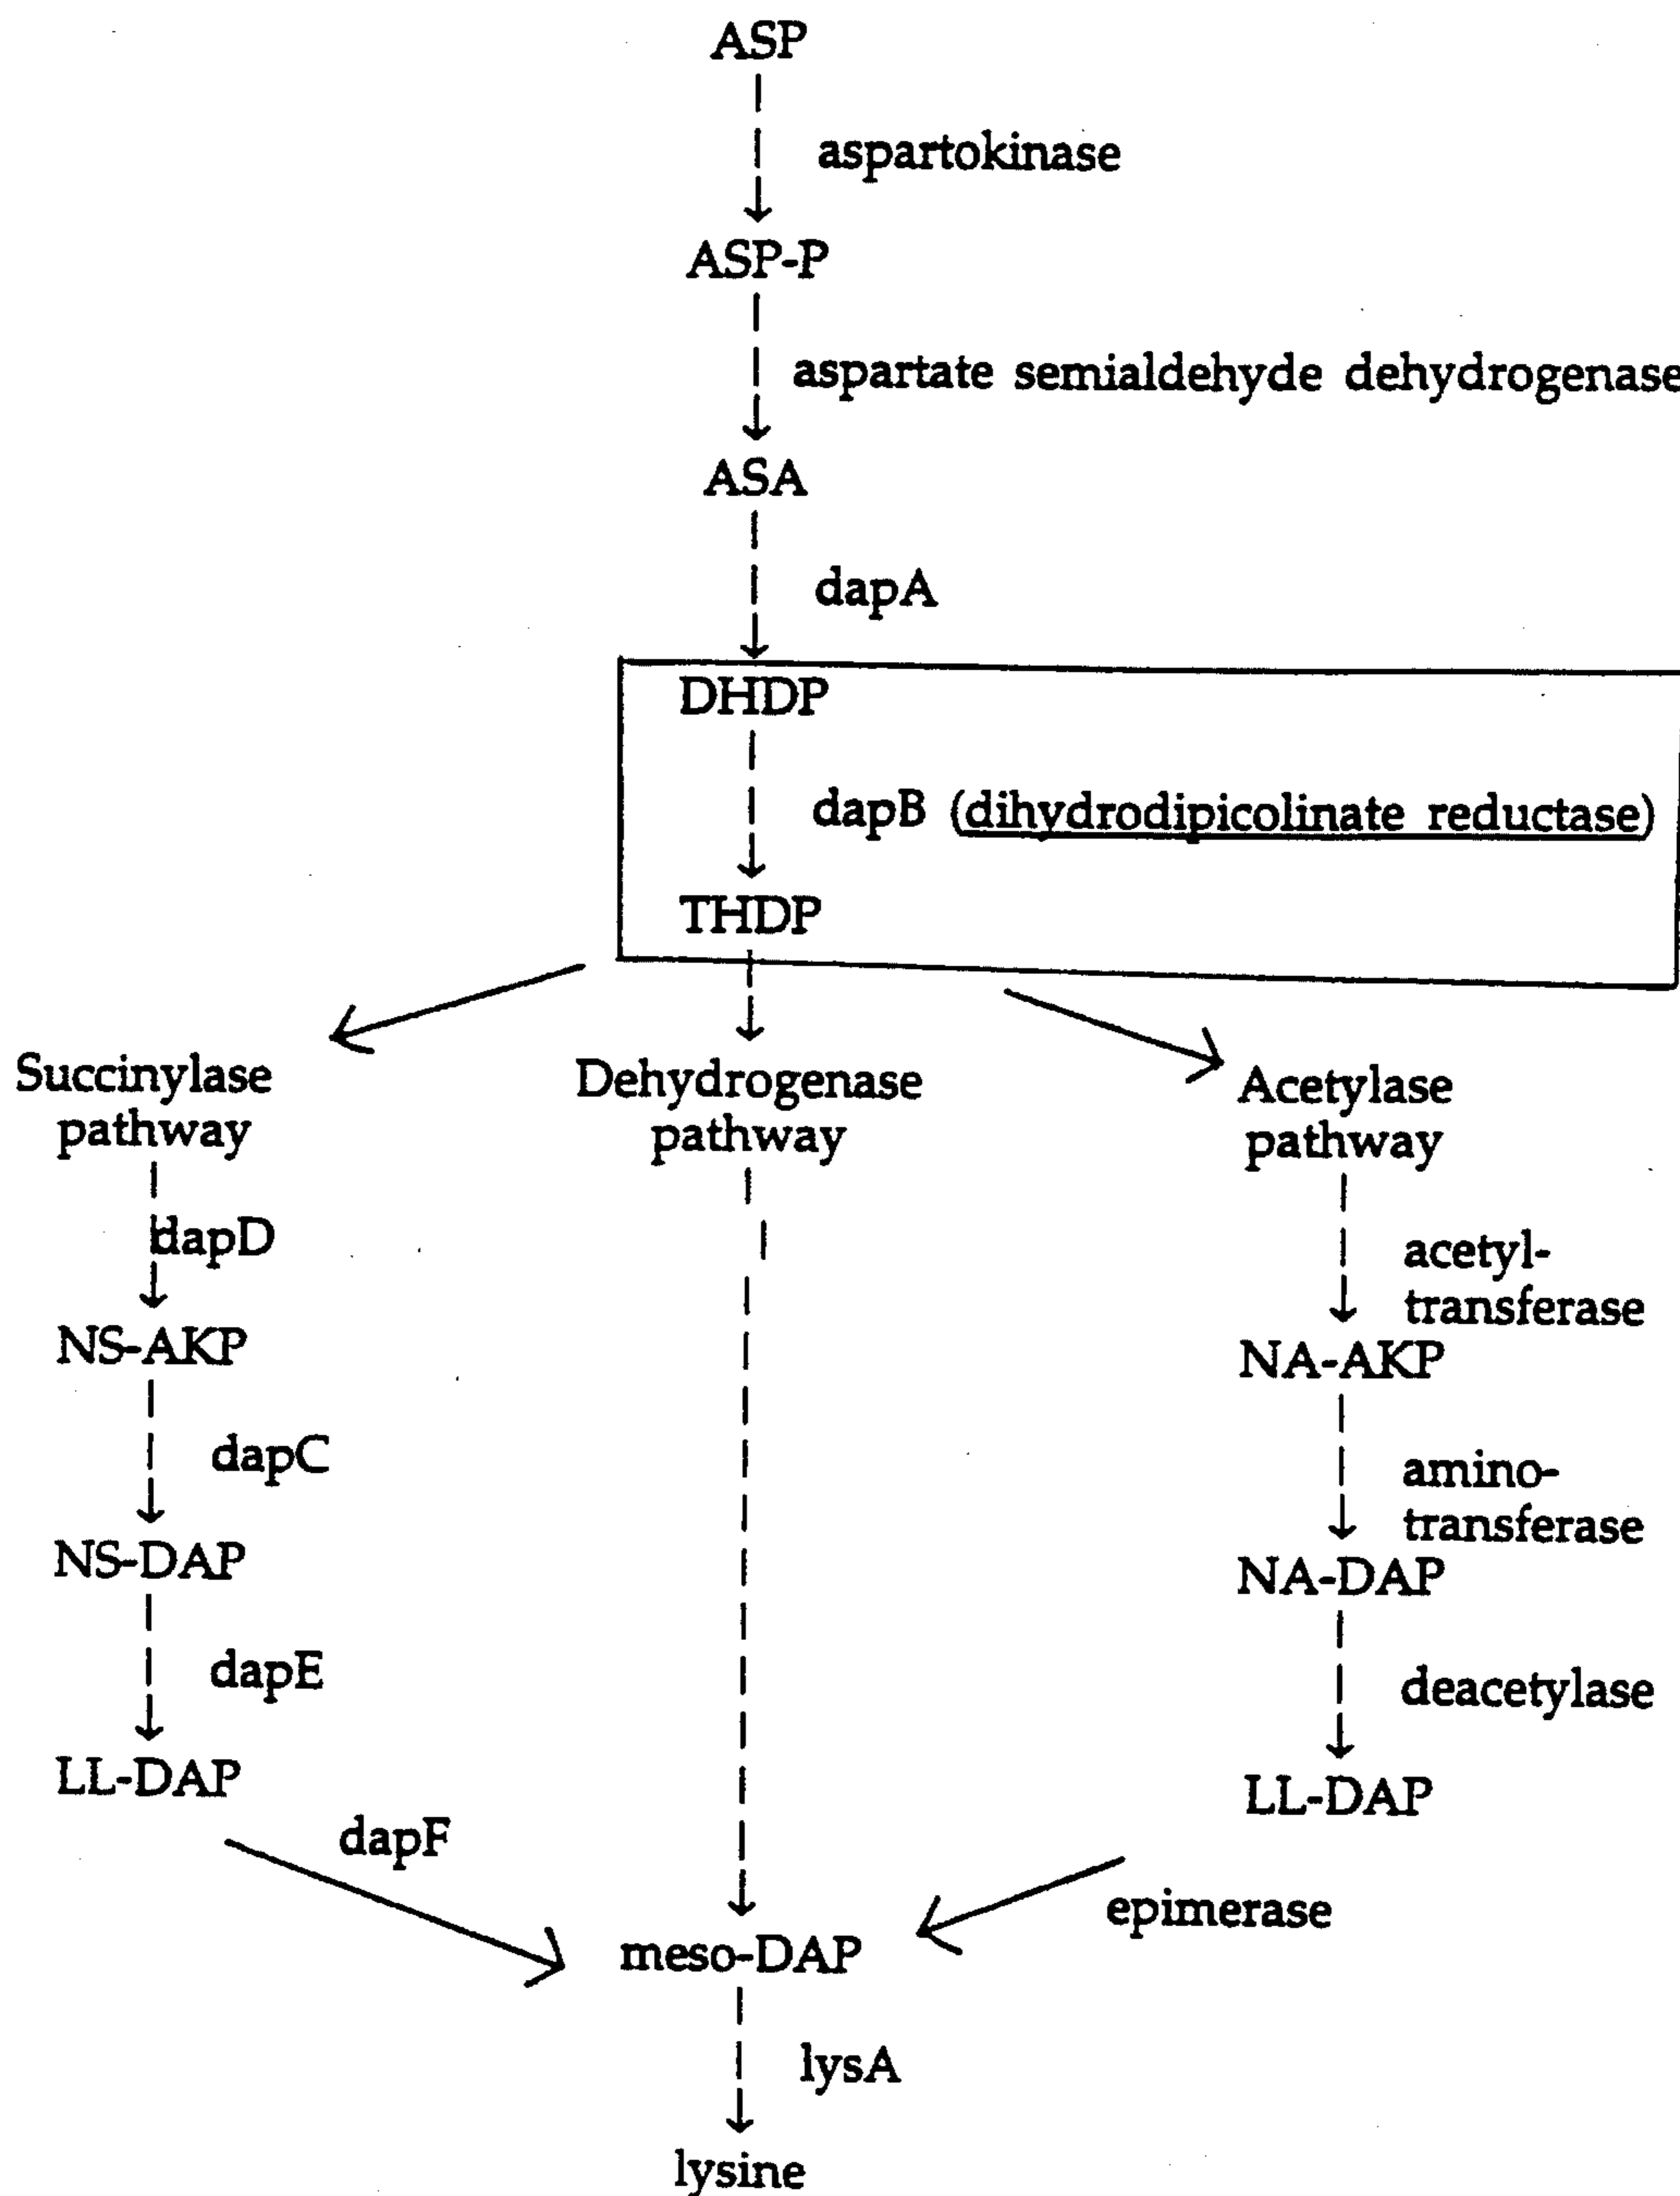 ASP
aspartokinase
ASP-P
aspartate semialdehyde dehydrogenase
ASA
dapA
DHDP
dapB (dihydrodipicolinate reductase)
THDP
Succinylase
pathway
dapD
NS-AKP
dapC
NS-DAP
dapE
LL-DAP
dapF
Dehydrogenase
pathway
Acetylase
pathway
acetyl-
transferase
NA-AKP
amino-
transferase
NA-DAP
deacetylase
LL-DAP
epimerase
meso-DAP
lysA
lysine